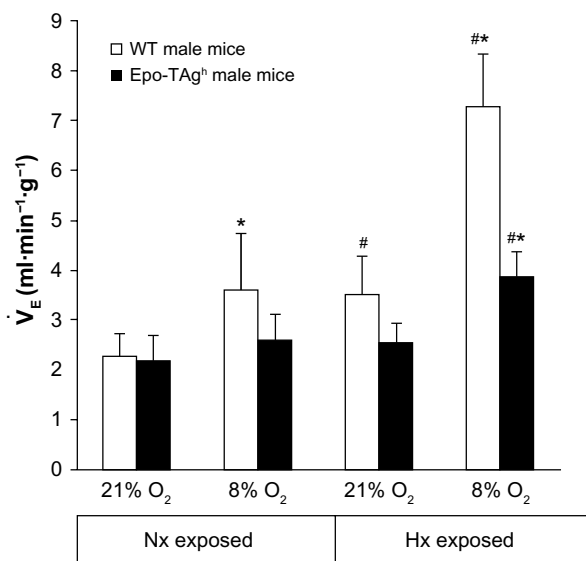 9
8
7
6
5
4
3
2
1
0
V̇E (ml·min⁻¹·g⁻¹)
WT male mice
Epo-TAgʰ male mice
*
#
#*
#*
21% O₂ 8% O₂ 21% O₂ 8% O₂
Nx exposed Hx exposed